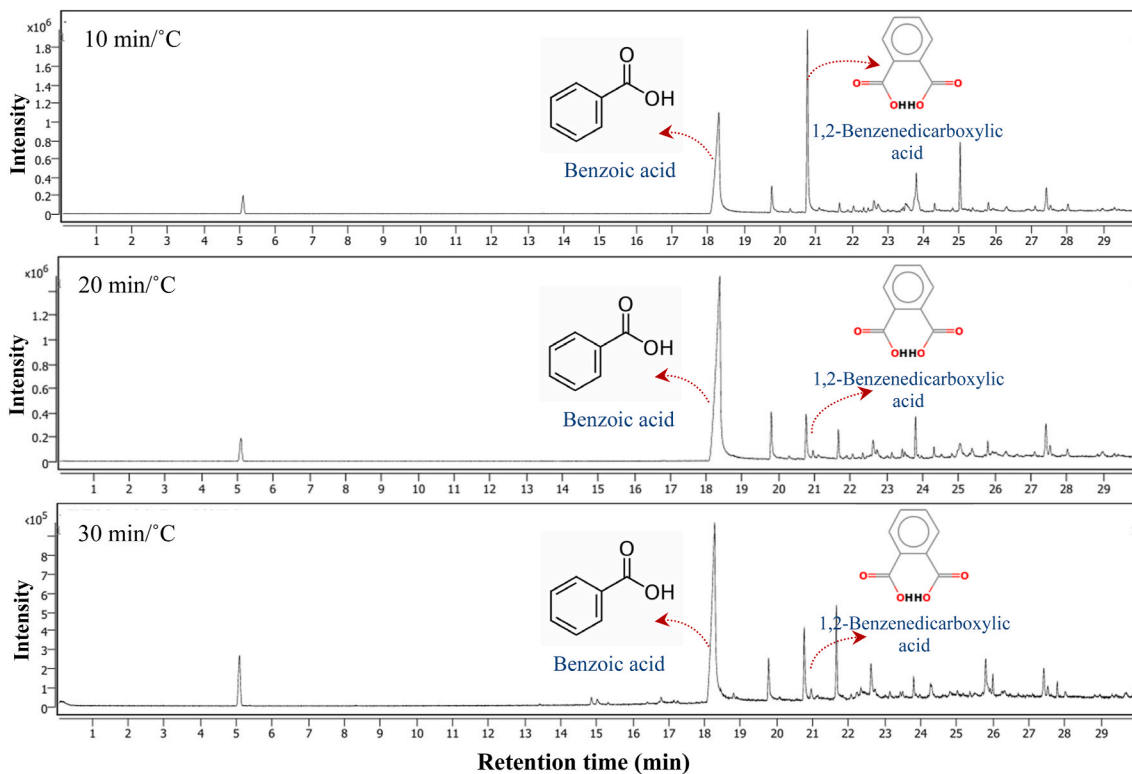 x10⁶
10 min/˚C
1.8
1.6
1.4
1.2
1
0.8
0.6
0.4
0.2
0
Intensity
O
OH
Benzoic acid
O O
OHHO
1,2-Benzenedicarboxylic
acid
1 2 3 4 5 6 7 8 9 10 11 12 13 14 15 16 17 18 19 20 21 22 23 24 25 26 27 28 29
x10⁶
20 min/˚C
1.2
1
0.8
0.6
0.4
0.2
0
Intensity
O
OH
Benzoic acid
O O
OHHO
1,2-Benzenedicarboxylic
acid
1 2 3 4 5 6 7 8 9 10 11 12 13 14 15 16 17 18 19 20 21 22 23 24 25 26 27 28 29
x10⁵
30 min/˚C
8
7
6
5
4
3
2
1
0
Intensity
O
OH
Benzoic acid
O O
OHHO
1,2-Benzenedicarboxylic
acid
1 2 3 4 5 6 7 8 9 10 11 12 13 14 15 16 17 18 19 20 21 22 23 24 25 26 27 28 29
Retention time (min)